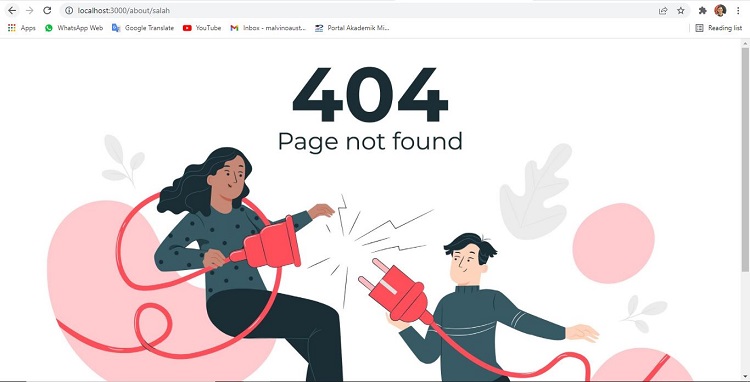 localhost:3000/about/salah
Apps WhatsApp Web Google Translate YouTube Inbox - malvinoaust... Portal Akademik Mi... Reading list
404
Page not found